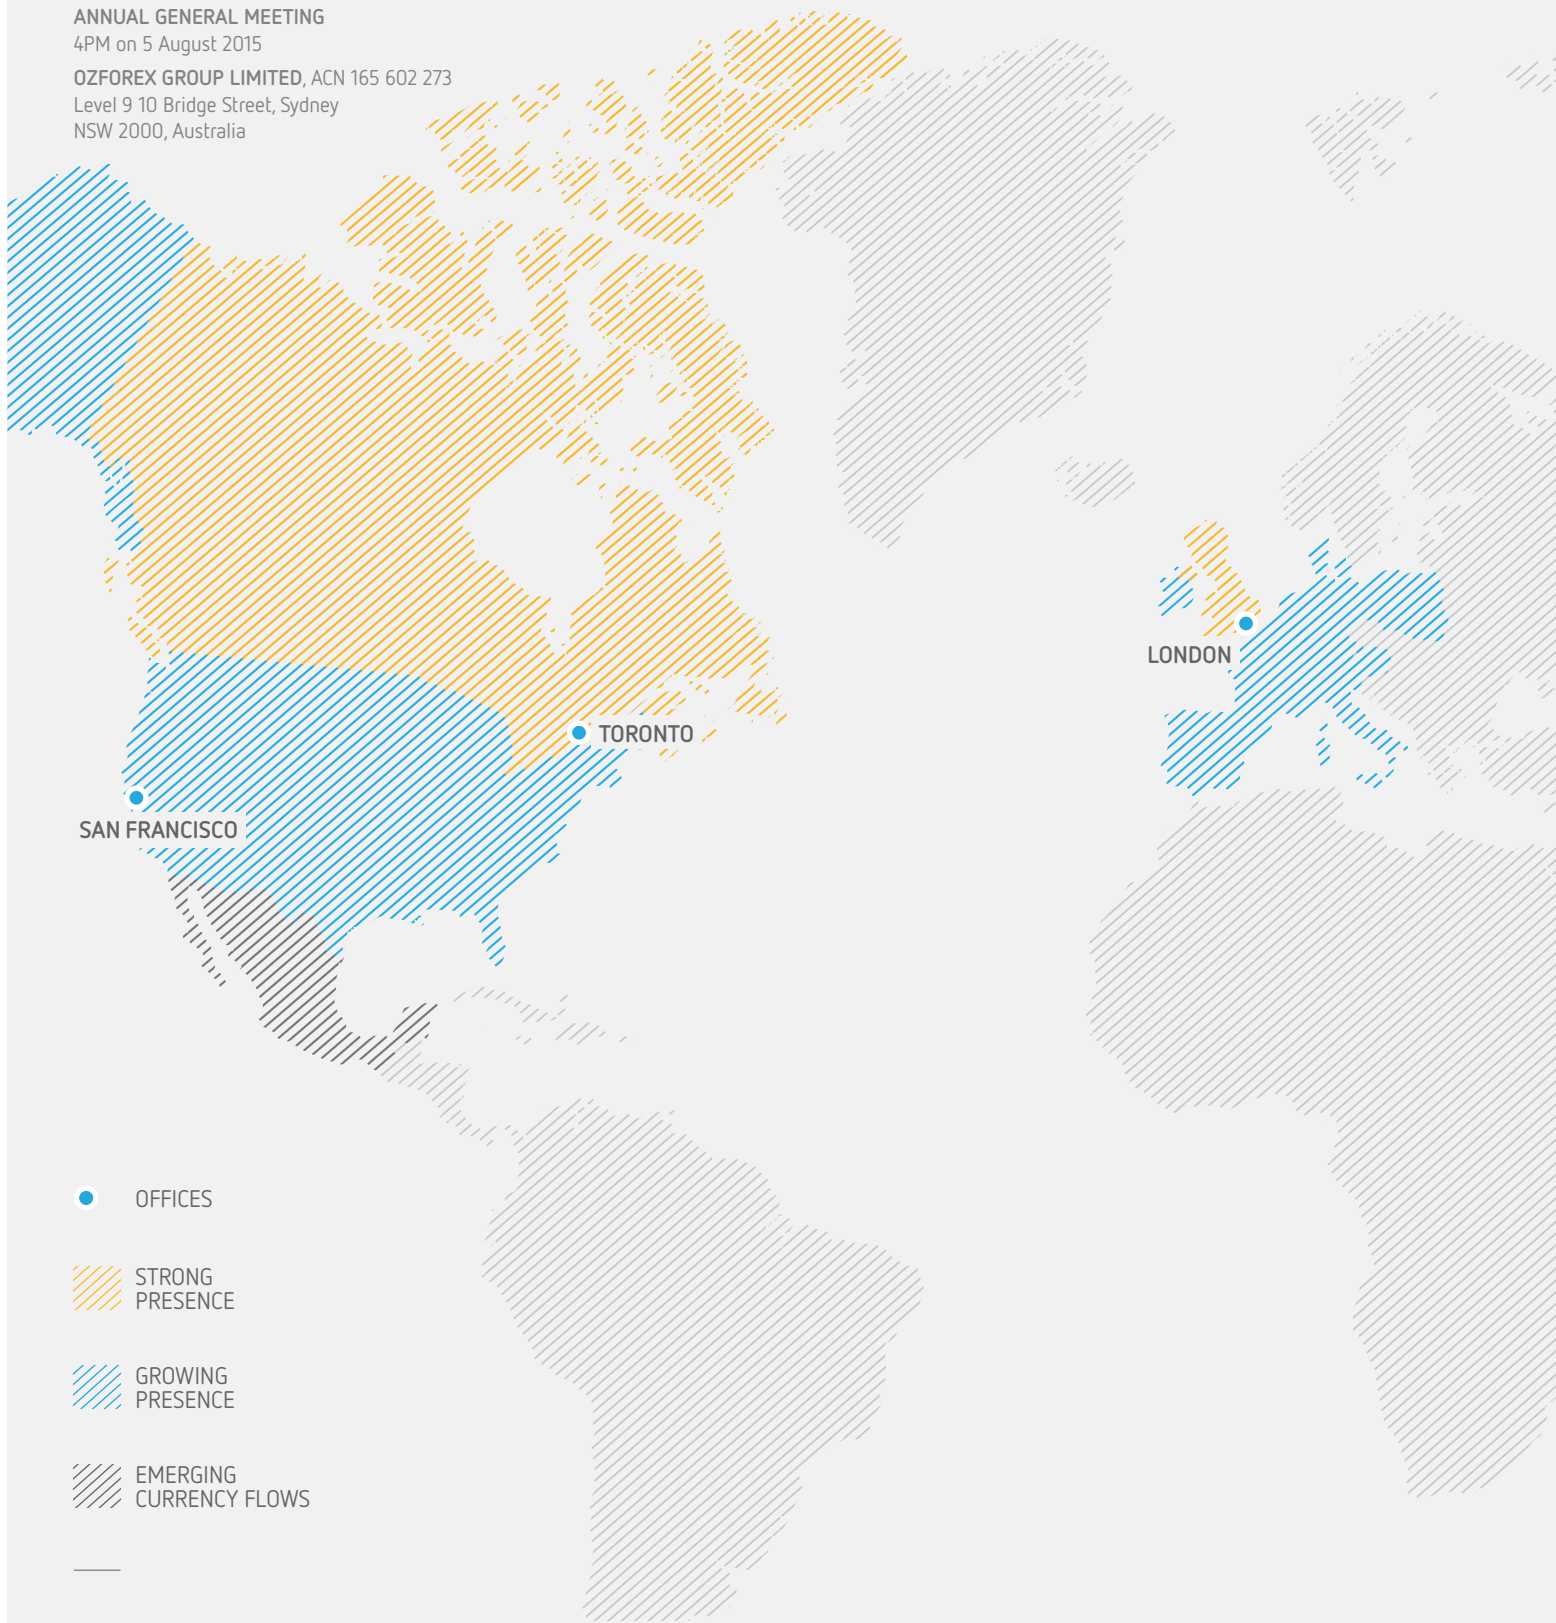 ANNUAL GENERAL MEETING
4PM on 5 August 2015
OZFOREX GROUP LIMITED, ACN 165 602 273
Level 9 10 Bridge Street, Sydney
NSW 2000, Australia
LONDON
TORONTO
SAN FRANCISCO
OFFICES
STRONG
PRESENCE
GROWING
PRESENCE
EMERGING
CURRENCY FLOWS